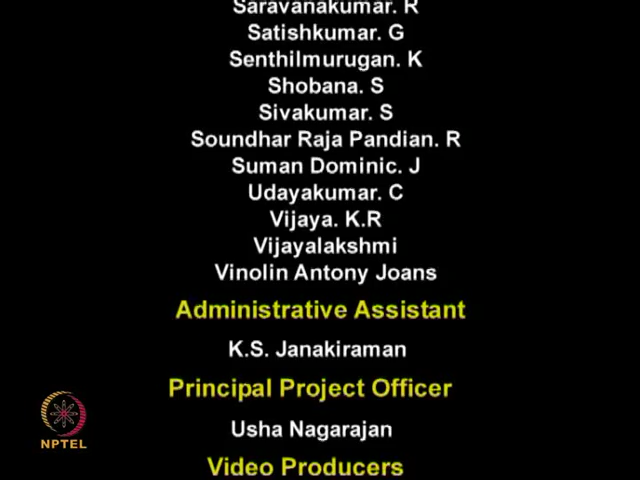 Saravanakumar. R
Satishkumar. G
Senthilmurugan. K
Shobana. S
Sivakumar. S
Soundhar Raja Pandian. R
Suman Dominic. J
Udayakumar. C
Vijaya. K.R
Vijayalakshmi
Vinolin Antony Joans
Administrative Assistant
K.S. Janakiraman
Principal Project Officer
Usha Nagarajan
Video Producers
NPTEL